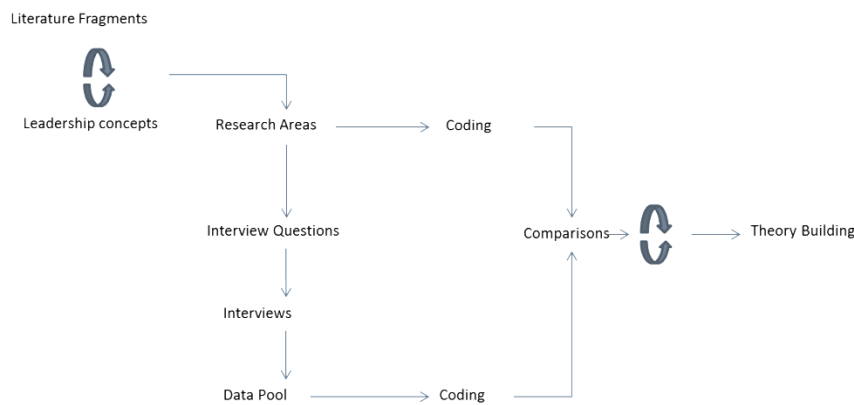 Literature Fragments
Leadership concepts
Research Areas
Coding
Interview Questions
Comparisons
Theory Building
Interviews
Data Pool
Coding